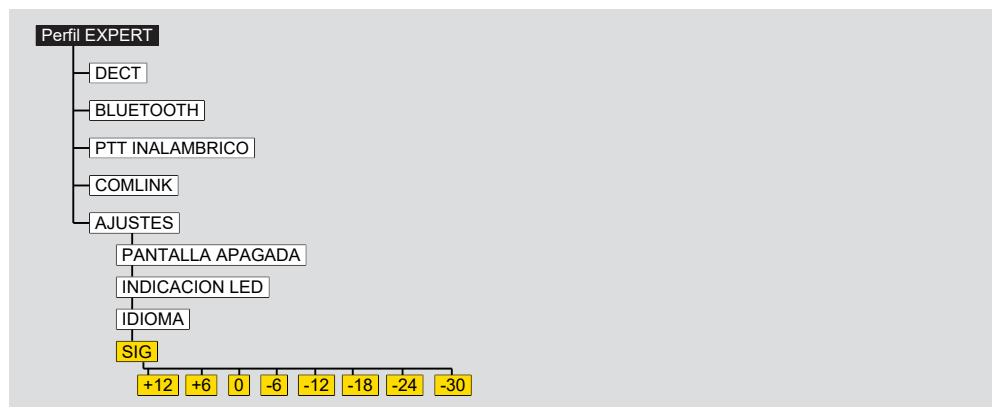 Perfil EXPERT
DECT
BLUETOOTH
PTT INALAMBRICO
COMLINK
AJUSTES
PANTALLA APAGADA
INDICACION LED
IDIOMA
SIG
+12 +6 0 -6 -12 -18 -24 -30